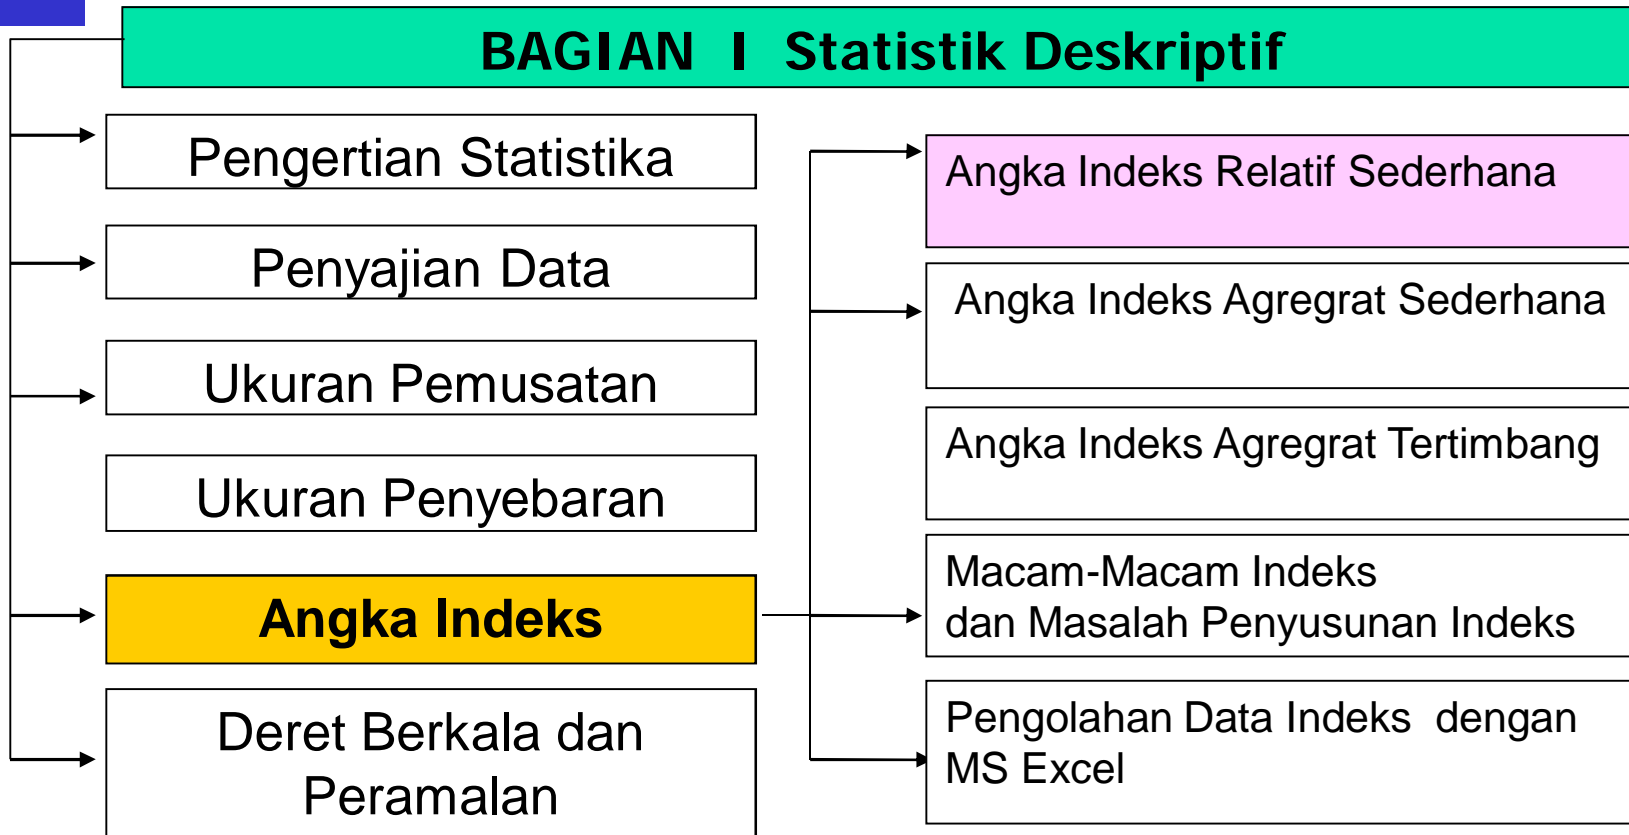 BAGIAN I Statistik Deskriptif
Pengertian Statistika
Penyajian Data
Ukuran Pemusatan
Ukuran Penyebaran
Angka Indeks
Deret Berkala dan
Peramalan
Angka Indeks Relatif Sederhana
Angka Indeks Agregrat Sederhana
Angka Indeks Agregrat Tertimbang
Macam-Macam Indeks
dan Masalah Penyusunan Indeks
Pengolahan Data Indeks dengan
MS Excel